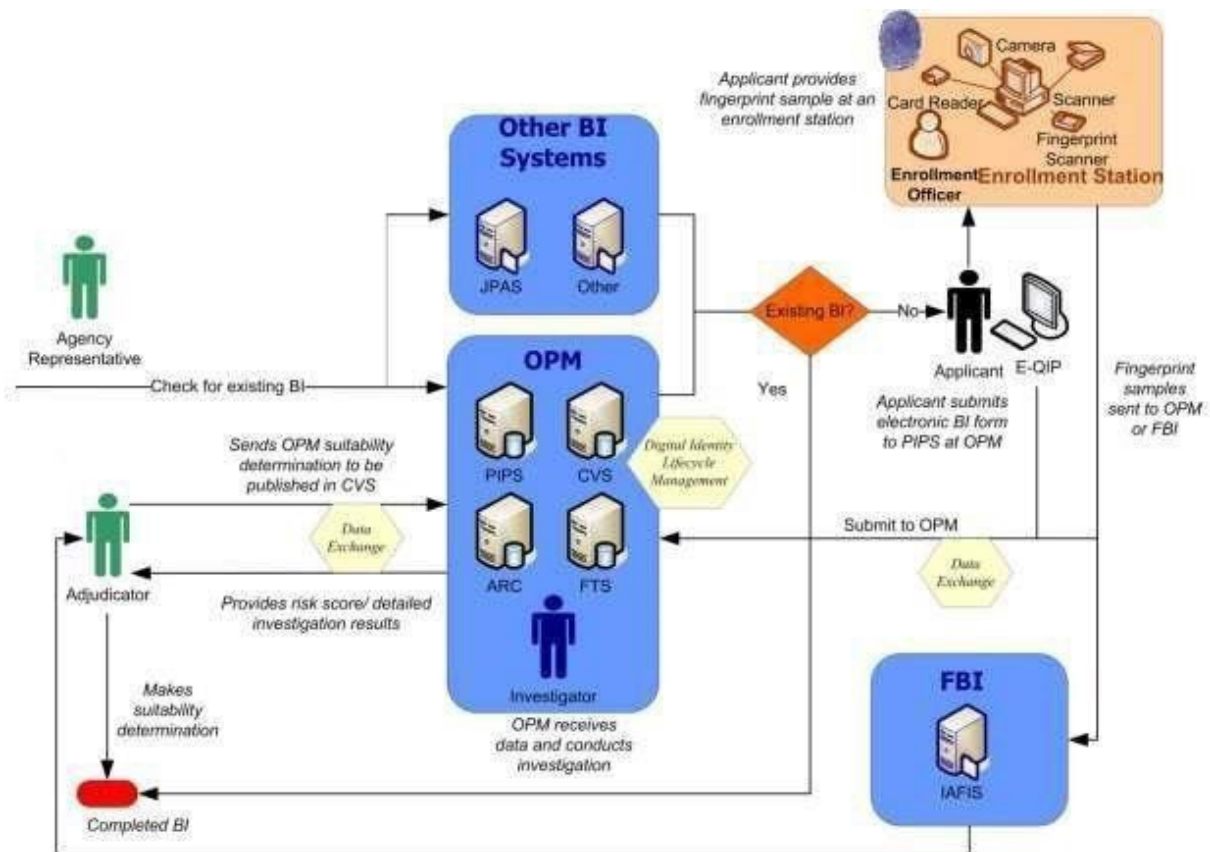 Camera
Card Reader
Scanner
Fingerprint
Scanner
Enrollment
Officer
Enrollment Station
Applicant provides
fingerprint sample at an
enrollment station
Other BI
Systems
JPAS
Other
Agency
Representative
Check for existing BI
Existing BI?
No
Yes
Applicant
E-QIP
Applicant submits
electronic BI form
to PIPS at OPM
Fingerprint
samples
sent to OPM
or FBI
OPM
PIPS
CVS
ARC
FTS
Investigator
OPM receives
data and conducts
investigation
Digital Identity
Lifecycle
Management
Sends OPM suitability
determination to be
published in CVS
Data
Exchange
Adjudicator
Provides risk score/ detailed
investigation results
Submit to OPM
Data
Exchange
Makes
suitability
determination
Completed BI
FBI
IAFIS